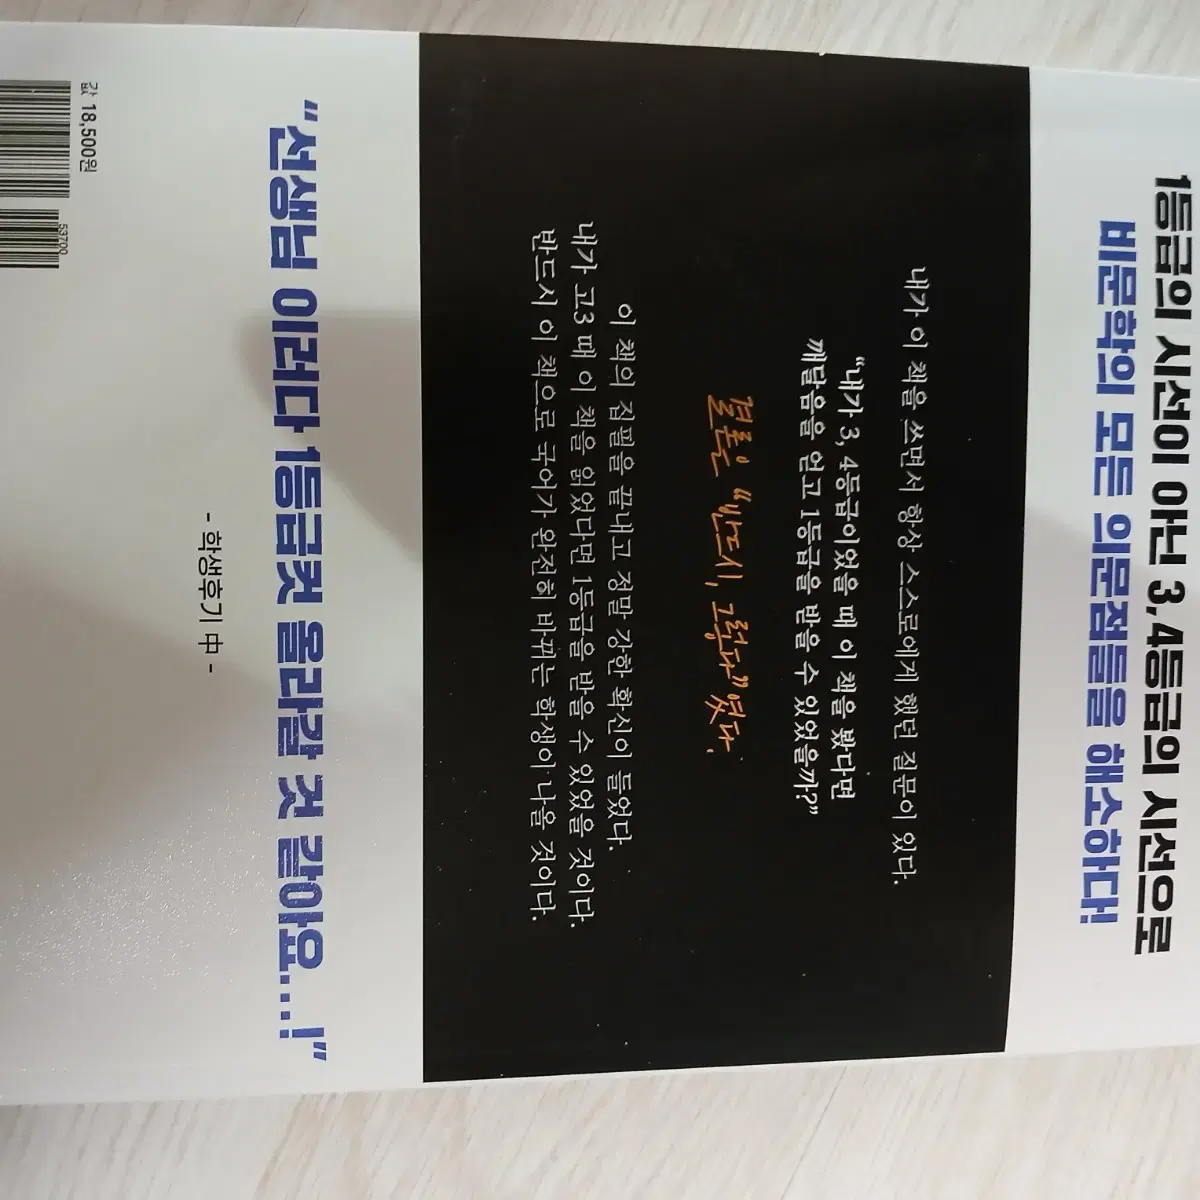 1등급의 시선이 아닌 3,4등급의 시선으로
비문학의 모든 의문점들을 해소하다!
내가 이 책을 쓰면서 항상 스스로에게 했던 질문이 있다.
"내가 3, 4등급이었을 때 이 책을 봤다면
깨달음을 얻고 1등급을 받을 수 있었을까?"
결론은 "반드시, 그렇다"였다.
이 책의 집필을 끝내고 정말 강한 확신이 들었다.
내가 고3 때 이 책을 읽었다면 1등급을 받을 수 있었을 것이다.
반드시 이 책으로 국어가 완전히 바뀌는 학생이 나올 것이다.
"선생님 이러다 1등급컷 올라갈 것 같아요...!"
- 학생후기 中 -
값 18,500원
53700